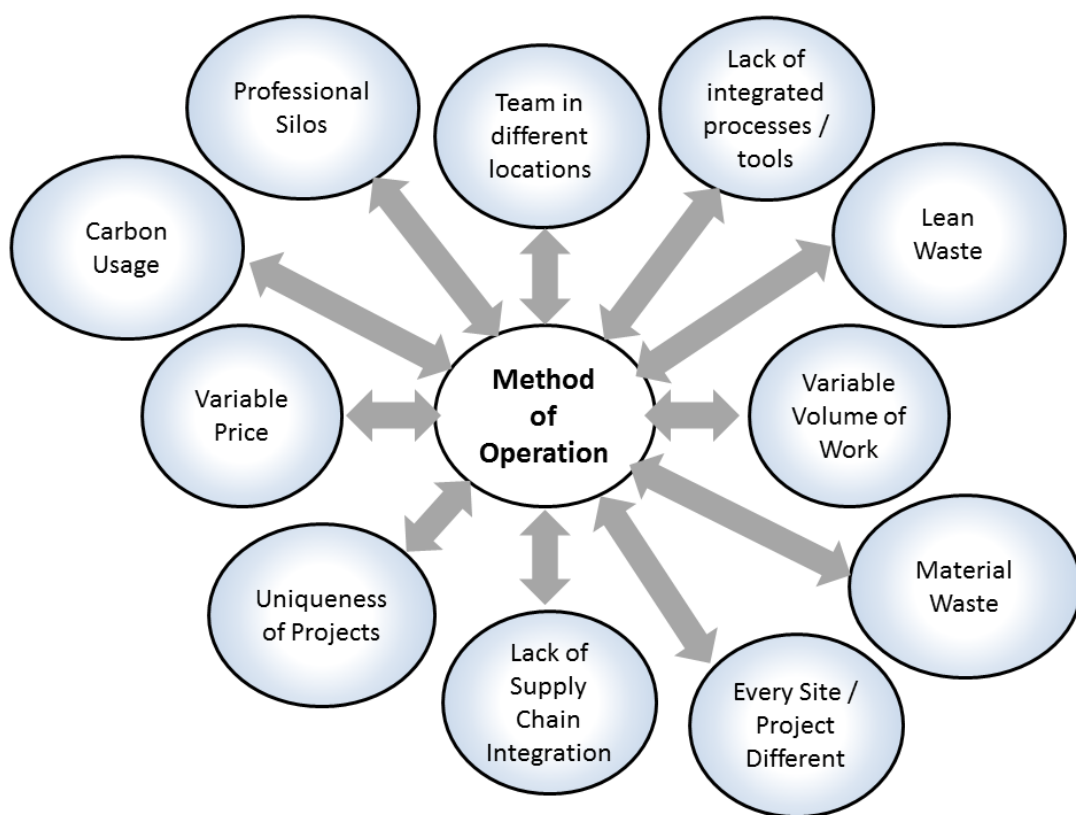 Professional
Silos
Team in
different
locations
Lack of
integrated
processes /
tools
Carbon
Usage
Lean
Waste
Variable
Price
Method
of
Operation
Variable
Volume of
Work
Uniqueness
of Projects
Lack of
Supply
Chain
Integration
Every Site /
Project
Different
Material
Waste